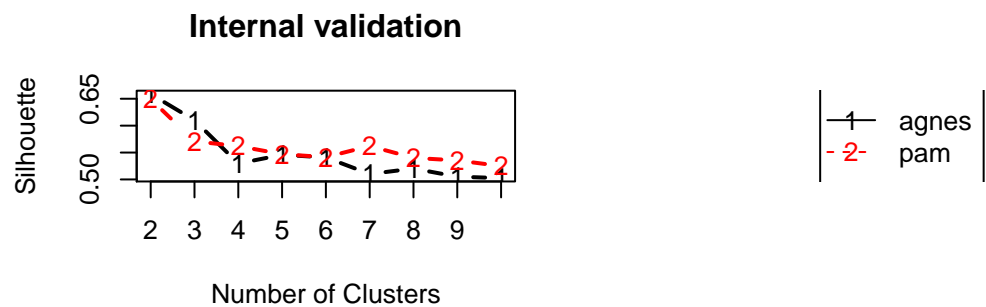 Internal validation
Silhouette
0.65
0.50
1 1 1 1 1 1 1 1 1
2 2 2 2 2 2 2 2 2
2 3 4 5 6 7 8 9
Number of Clusters
1 agnes
2 pam